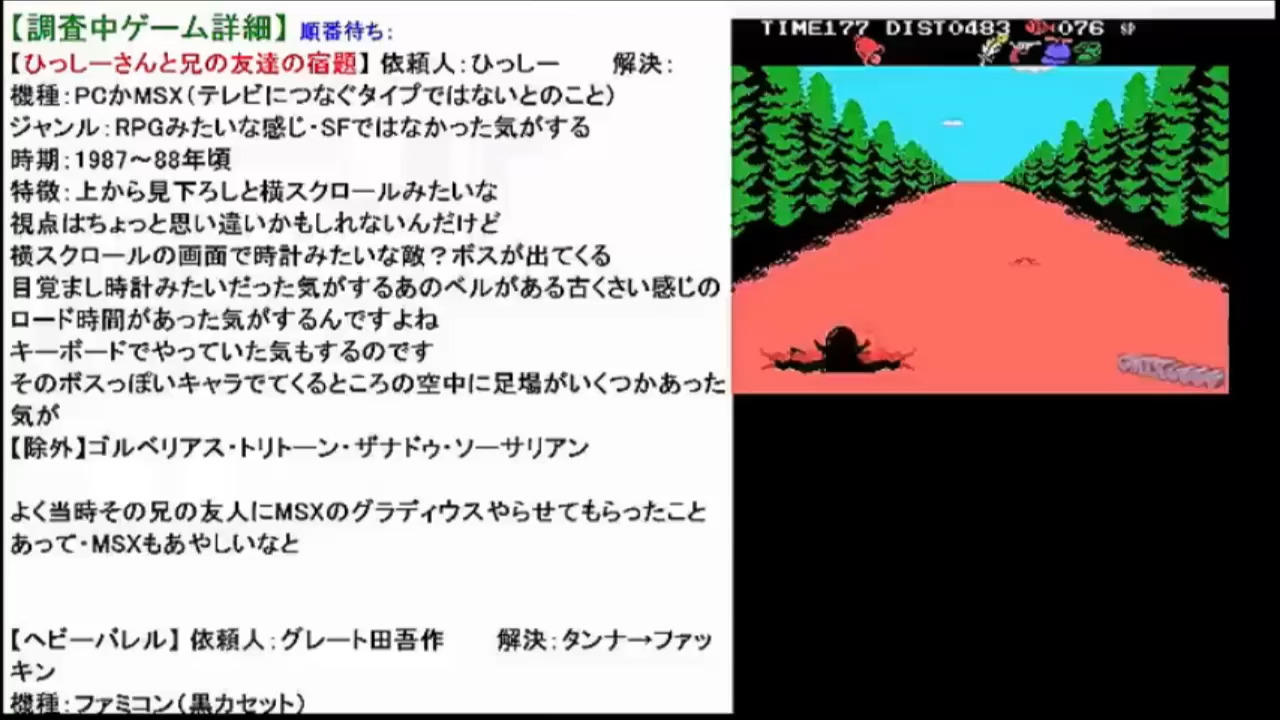 【調査中ゲーム詳細】 順番待ち:
【ひっしーさんと兄の友達の宿題】 依頼人:ひっしー 解決:
機種:PCかMSX(テレビにつなぐタイプではないとのこと)
ジャンル:RPGみたいな感じ・SFではなかった気がする
時期:1987〜88年頃
特徴:上から見下ろしと横スクロールみたいな
視点はちょっと思い違いかもしれないんだけど
横スクロールの画面で時計みたいな敵?ボスが出てくる
目覚まし時計みたいだった気がするあのベルがある古くさい感じの
ロード時間があった気がするんですよね
キーボードでやっていた気もするのです
そのボスっぽいキャラでてくるところの空中に足場がいくつかあった
気が
【除外】ゴルベリアス・トリトーン・ザナドゥ・ソーサリアン
よく当時その兄の友人にMSXのグラディウスやらせてもらったこと
あって・MSXもあやしいなと
【ヘビーバレル】 依頼人:グレート田吾作 解決:タンナ→ファッ
キン
機種:ファミコン(黒カセット)
TIME177 DIST0483 076 SP